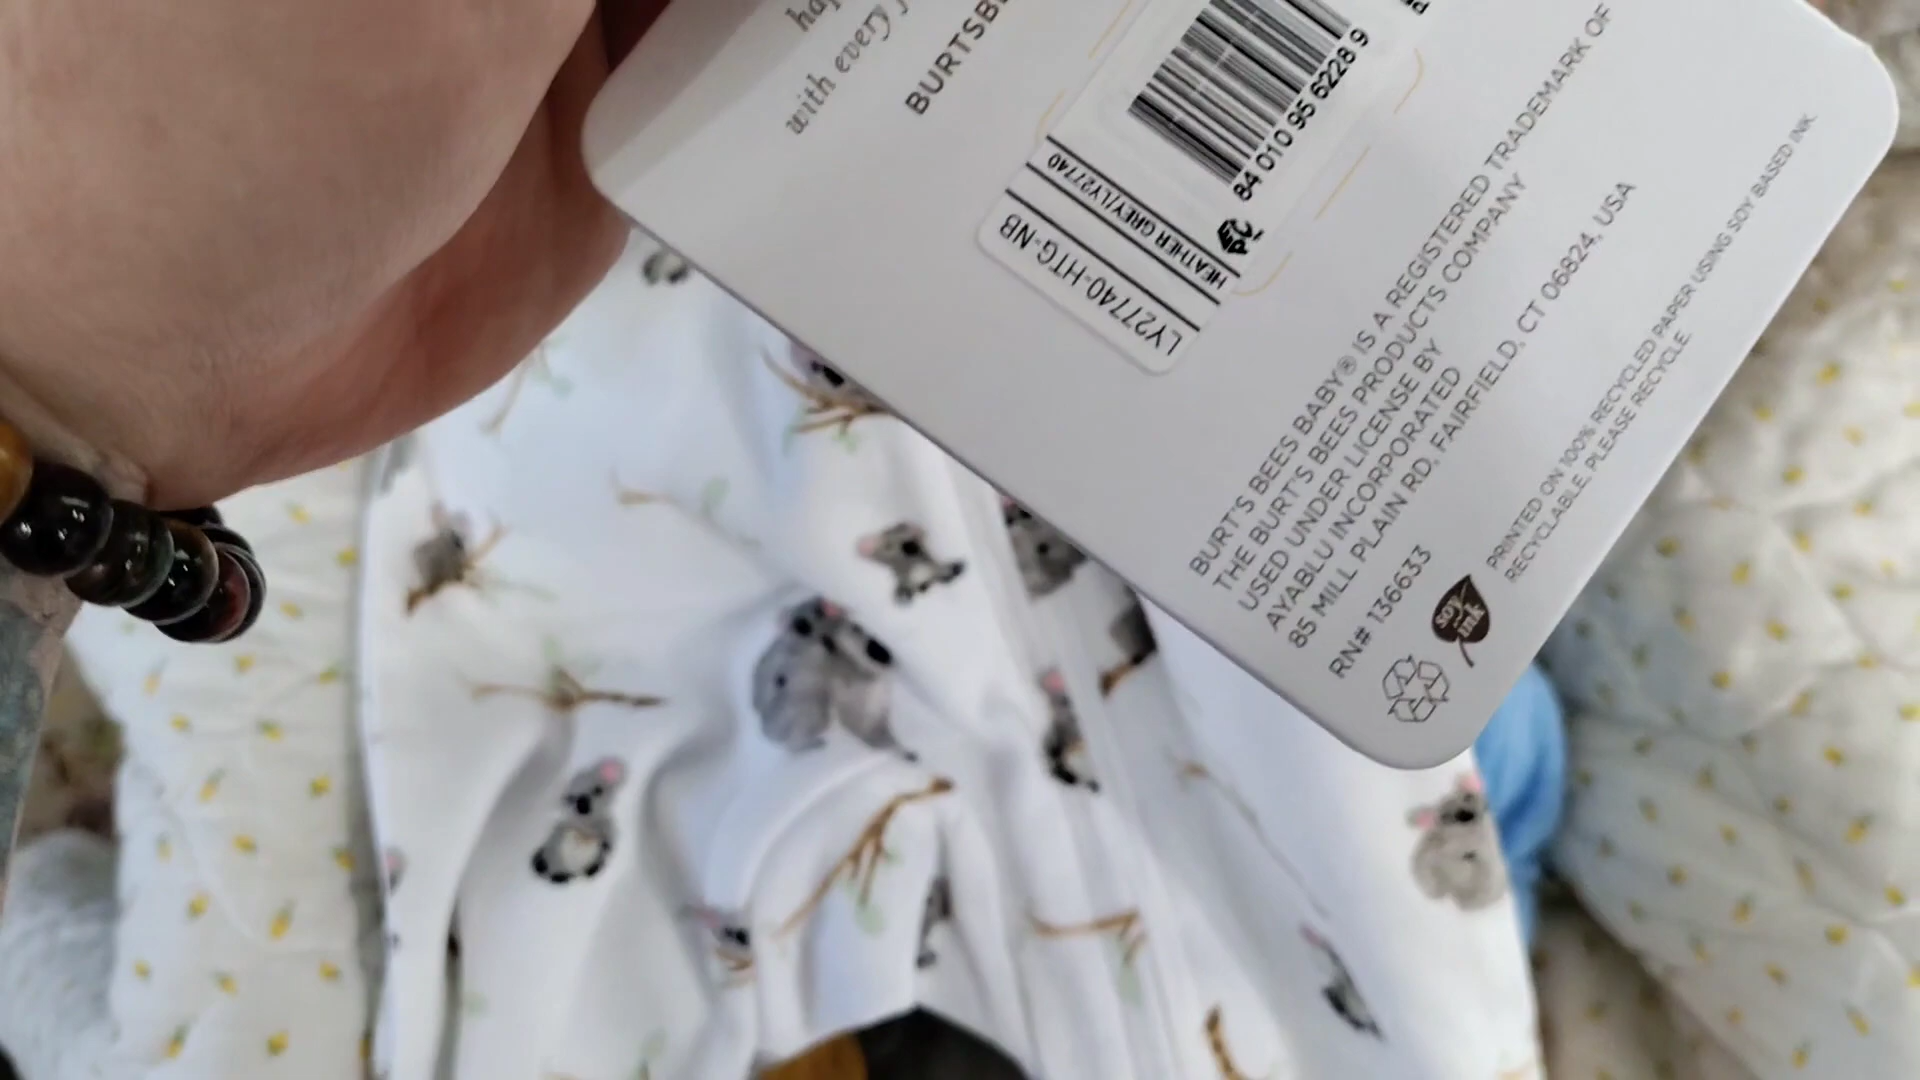 with every
BURTSB
84 010 95 6228 9
EC
PC
HEATHER GREY/LY27740
LY27740-HTG-NB
BURT'S BEES BABY® IS A REGISTERED TRADEMARK OF
THE BURT'S BEES PRODUCTS COMPANY
USED UNDER LICENSE BY
AYABLU INCORPORATED
85 MILL PLAIN RD, FAIRFIELD, CT 06824, USA
RN# 136633
soy
ink
PRINTED ON 100% RECYCLED PAPER USING SOY BASED INK.
RECYCLABLE, PLEASE RECYCLE.